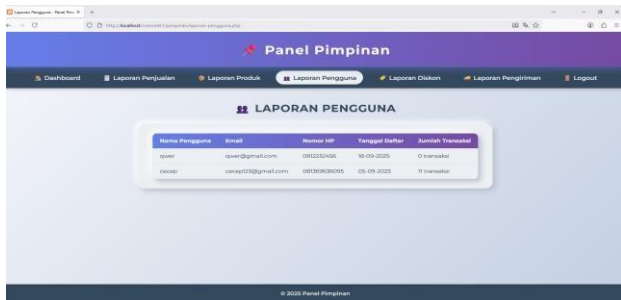 Laporan Pengguna - Panel Pim
Panel Pimpinan
Dashboard Laporan Penjualan Laporan Produk Laporan Pengguna Laporan Diskon Laporan Pengiriman Logout
LAPORAN PENGGUNA
Nama Pengguna Email Nomor HP Tanggal Daftar Jumlah Transaksi
qwer qwer@gmail.com 0812232456 18-09-2025 0 transaksi
cecep cecep123@gmail.com 081369636095 05-09-2025 11 transaksi
© 2025 Panel Pimpinan